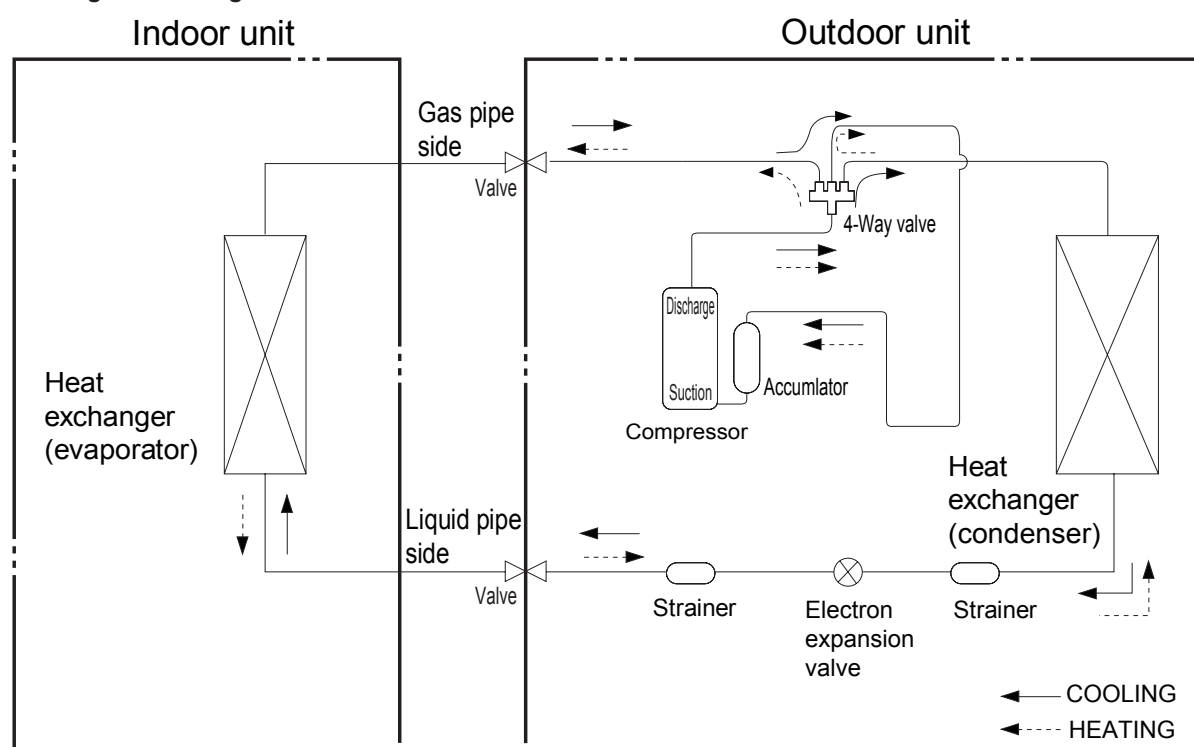 Indoor unit
Outdoor unit
Gas pipe
side
Valve
4-Way valve
Discharge
Suction
Accumlator
Compressor
Heat
exchanger
(evaporator)
Heat
exchanger
(condenser)
Liquid pipe
side
Valve
Strainer
Electron
expansion
valve
Strainer
COOLING
HEATING